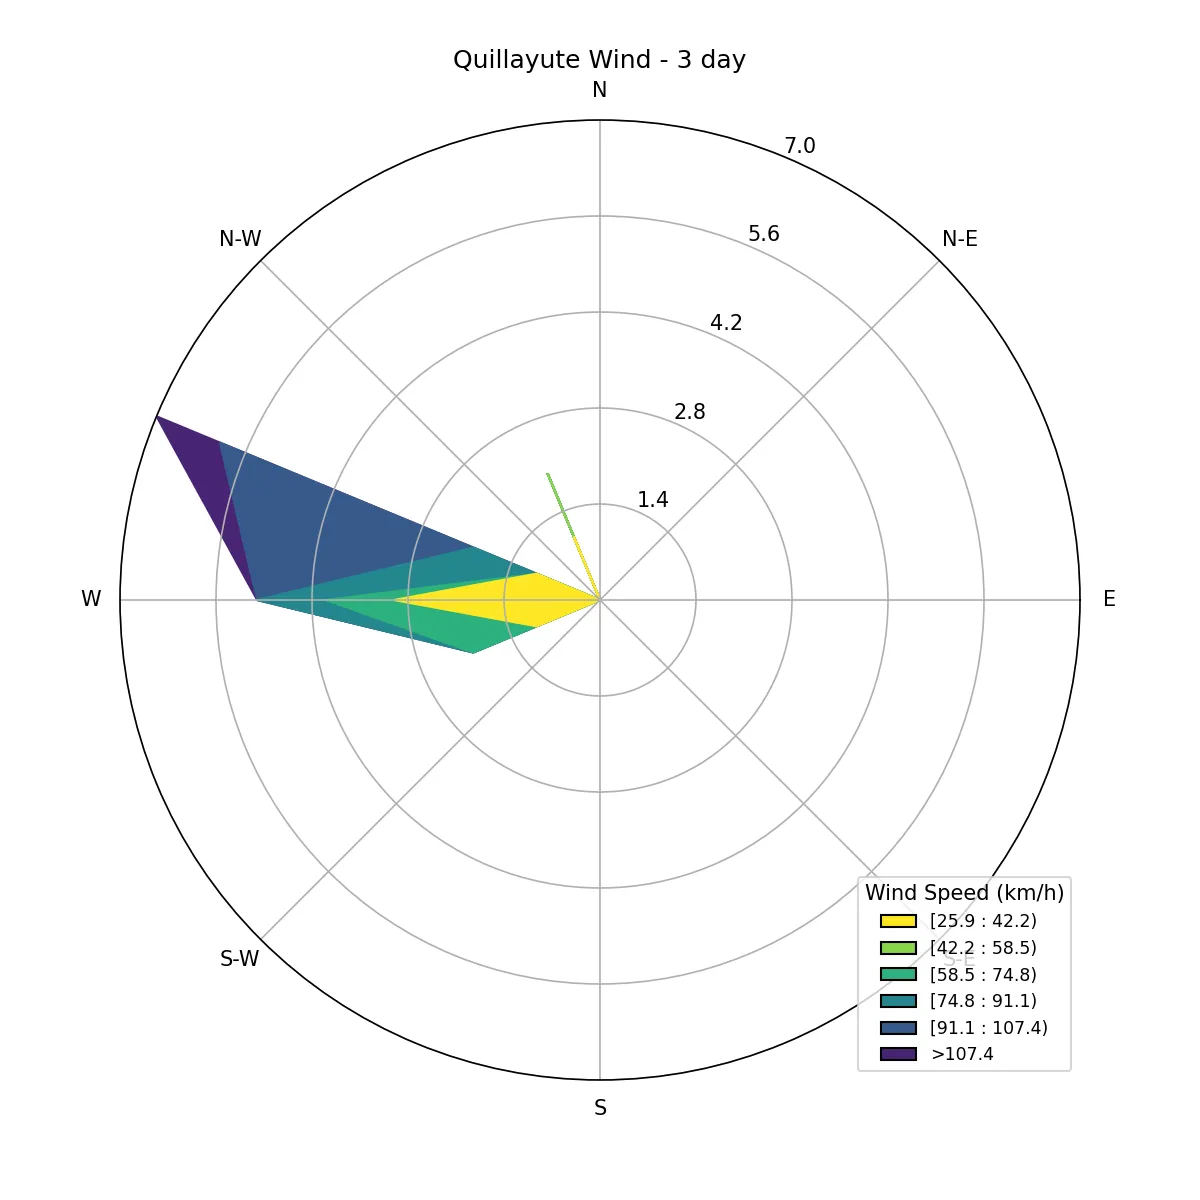 Quillayute Wind - 3 day
N
7.0
5.6
N-W
N-E
4.2
2.8
1.4
W
E
Wind Speed (km/h)
[25.9 : 42.2)
[42.2 : 58.5)
S-W
S-E
[58.5 : 74.8)
[74.8 : 91.1)
[91.1 : 107.4)
>107.4
S